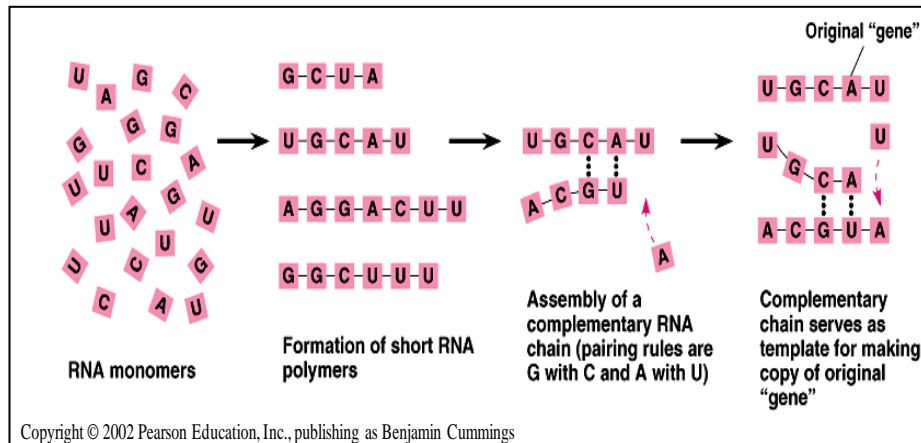 Original "gene"
U A G C
G G
G U U C A
U U A G U
U
U C G
C A U
RNA monomers
G-C-U-A
U-G-C-A-U
A-G-G-A-C-U-U
G-G-C-U-U-U
Formation of short RNA
polymers
U-G-C-A-U
A-C-G-U
A
Assembly of a
complementary RNA
chain (pairing rules are
G with C and A with U)
U-G-C-A-U
U
U-G-C-A
A-C-G-U-A
Complementary
chain serves as
template for making
copy of original
"gene"
Copyright © 2002 Pearson Education, Inc., publishing as Benjamin Cummings